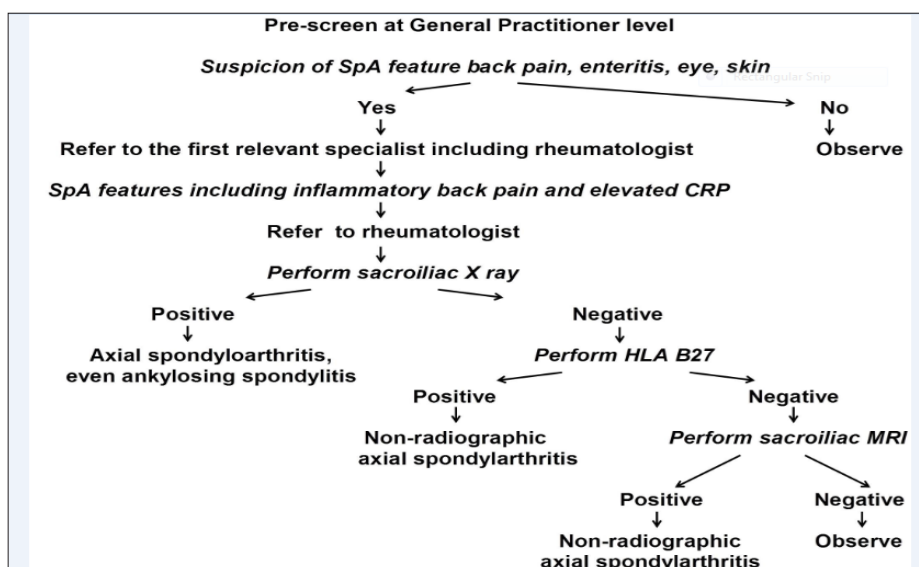 Pre-screen at General Practitioner level
Suspicion of SpA feature back pain, enteritis, eye, skin
Rectangular Snip
Yes
No
Refer to the first relevant specialist including rheumatologist
Observe
SpA features including inflammatory back pain and elevated CRP
Refer to rheumatologist
Perform sacroiliac X ray
Positive
Negative
Axial spondyloarthritis,
even ankylosing spondylitis
Perform HLA B27
Positive
Negative
Non-radiographic
axial spondylarthritis
Perform sacroiliac MRI
Positive
Negative
Non-radiographic
axial spondylarthritis
Observe